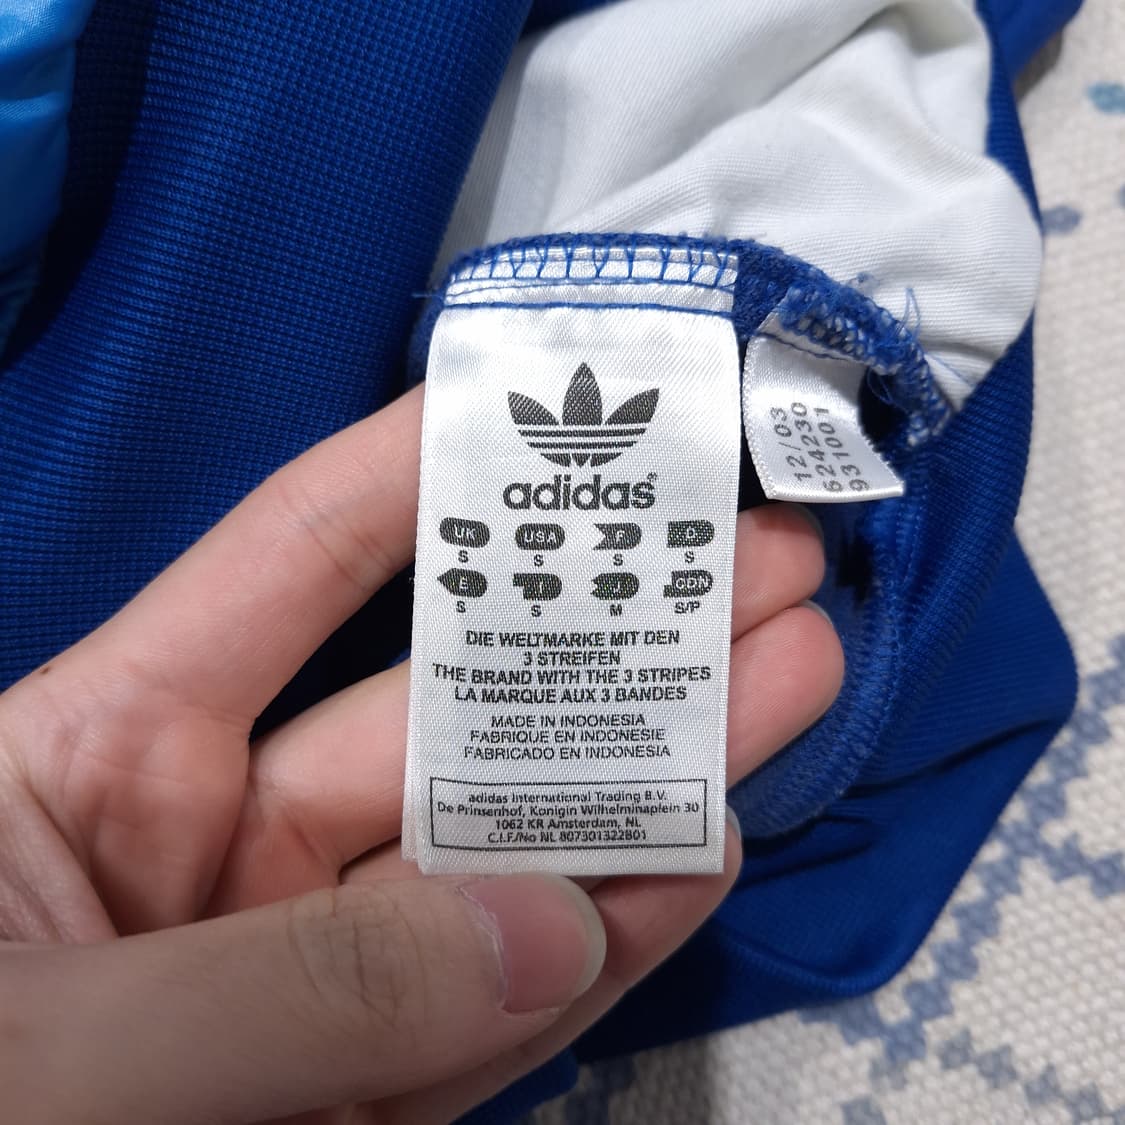 adidas
UK USA F D
S S S S
E I J CDN
S S M S/P
DIE WELTMARKE MIT DEN
3 STREIFEN
THE BRAND WITH THE 3 STRIPES
LA MARQUE AUX 3 BANDES
MADE IN INDONESIA
FABRIQUE EN INDONESIE
FABRICADO EN INDONESIA
adidas International Trading B.V.
De Prinsenhof, Konigin Wilhelminaplein 30
1062 KR Amsterdam, NL
C.I.F./No NL 807301322B01
12/03
624230
931001